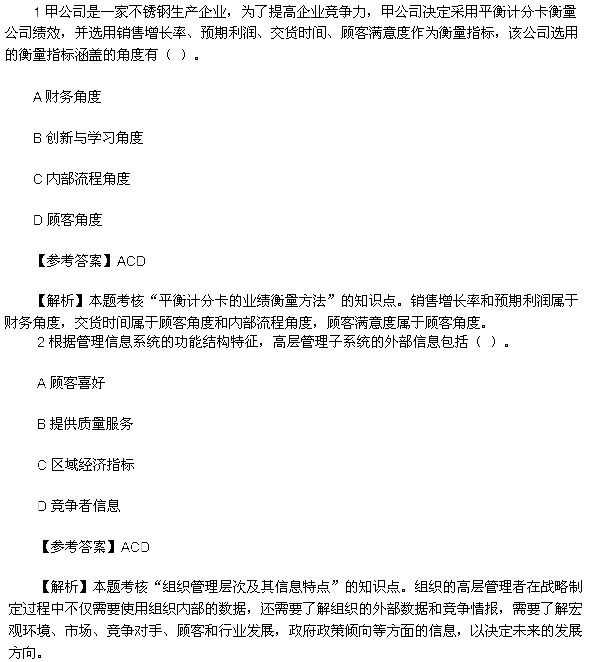 1 甲公司是一家不锈钢生产企业，为了提高企业竞争力，甲公司决定采用平衡计分卡衡量
公司绩效，并选用销售增长率、预期利润、交货时间、顾客满意度作为衡量指标，该公司选用
的衡量指标涵盖的角度有（ ）。
A 财务角度
B 创新与学习角度
C 内部流程角度
D 顾客角度
【参考答案】ACD
【解析】本题考核“平衡计分卡的业绩衡量方法”的知识点。销售增长率和预期利润属于
财务角度，交货时间属于顾客角度和内部流程角度，顾客满意度属于顾客角度。
2 根据管理信息系统的功能结构特征，高层管理子系统的外部信息包括（ ）。
A 顾客喜好
B 提供质量服务
C 区域经济指标
D 竞争者信息
【参考答案】ACD
【解析】本题考核“组织管理层次及其信息特点”的知识点。组织的高层管理者在战略制
定过程中不仅需要使用组织内部的数据，还需要了解组织的外部数据和竞争情报，需要了解宏
观环境、市场、竞争对手、顾客和行业发展，政府政策倾向等方面的信息，以决定未来的发展
方向。